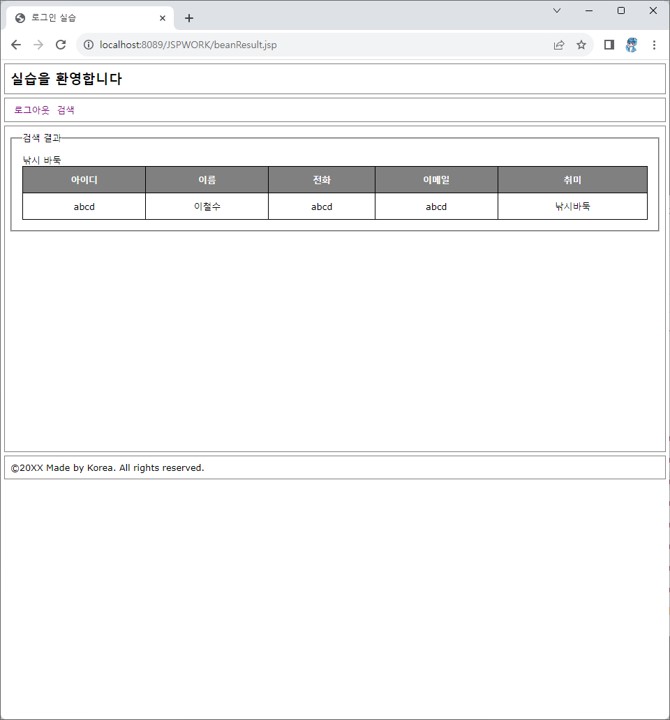 로그인 실습
localhost:8089/JSPWORK/beanResult.jsp
실습을 환영합니다
로그아웃 검색
검색 결과
낚시 바둑
아이디 이름 전화 이메일 취미
abcd 이철수 abcd abcd 낚시바둑
©20XX Made by Korea. All rights reserved.